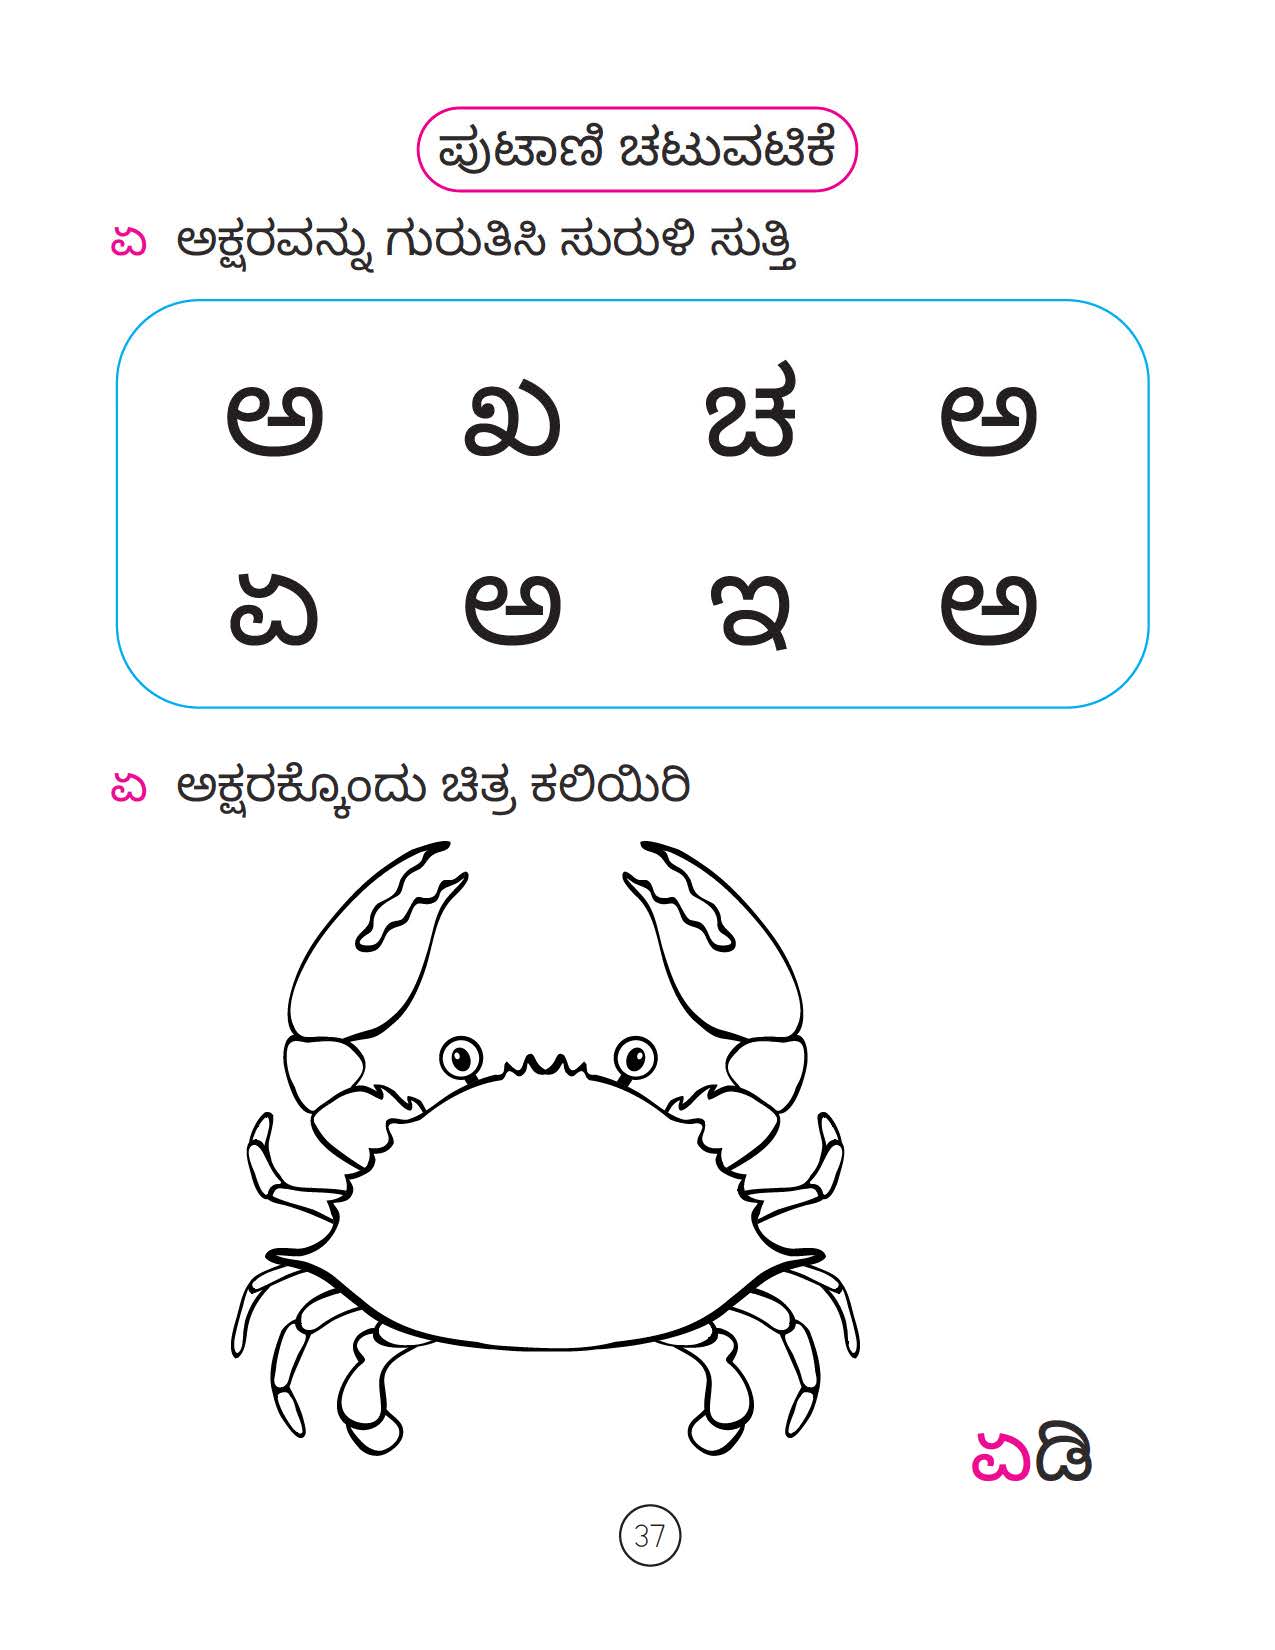 ಪುಟಾಣಿ ಚಟುವಟಿಕೆ
ಏ ಅಕ್ಷರವನ್ನು ಗುರುತಿಸಿ ಸುರುಳಿ ಸುತ್ತಿ
ಅ ಖ ಚ ಅ
ಏ ಅ ಇ ಅ
ಏ ಅಕ್ಷರಕ್ಕೊಂದು ಚಿತ್ರ ಕಲಿಯಿರಿ
ಏಡಿ
37